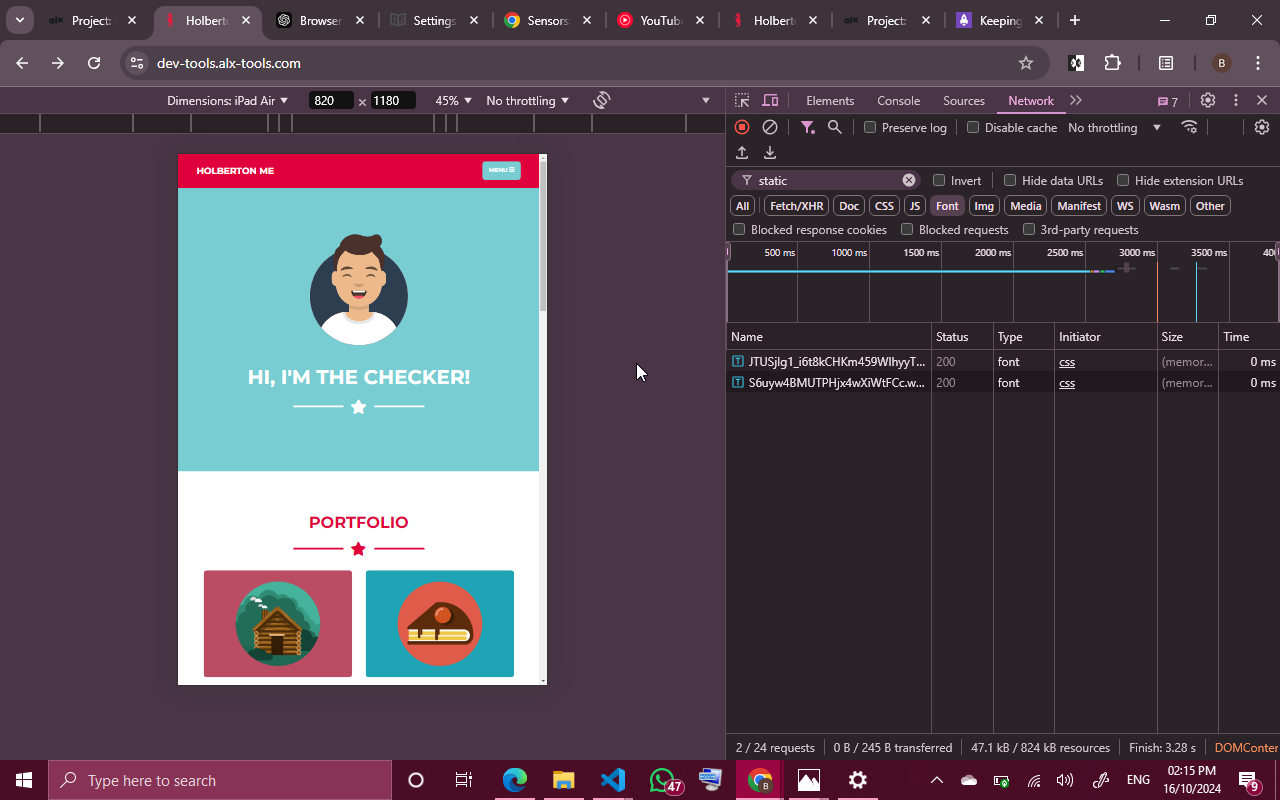 Project: Holbert Browser Settings Sensors YouTube Holbert Project: Keeping
dev-tools.alx-tools.com B
Dimensions: iPad Air 820 × 1180 45% No throttling
Elements Console Sources Network 7
Preserve log Disable cache No throttling
static Invert Hide data URLs Hide extension URLs
All Fetch/XHR Doc CSS JS Font Img Media Manifest WS Wasm Other
Blocked response cookies Blocked requests 3rd-party requests
500 ms 1000 ms 1500 ms 2000 ms 2500 ms 3000 ms 3500 ms 400
Name Status Type Initiator Size Time
JTUSjIg1_i6t8kCHKm459WlhyyT... 200 font css (memor... 0 ms
S6uyw4BMUTPHjx4wXiWtFCc.w... 200 font css (memor... 0 ms
HOLBERTON ME MENU
HI, I'M THE CHECKER!
PORTFOLIO
2 / 24 requests 0 B / 245 B transferred 47.1 kB / 824 kB resources Finish: 3.28 s DOMConter
Type here to search 47 B ENG 02:15 PM 9
16/10/2024